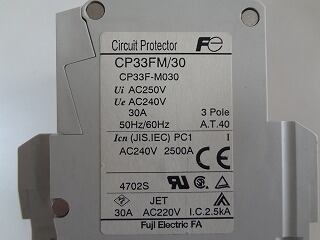 Circuit Protector Fe
CP33FM/30
CP33F-M030
Ui AC250V
Ue AC240V
30A 3 Pole
50Hz/60Hz A.T.40
Icn (JIS.IEC) PC1 I
AC240V 2500A CE
4702S
JET
30A AC220V I.C.2.5kA
Fuji Electric FA